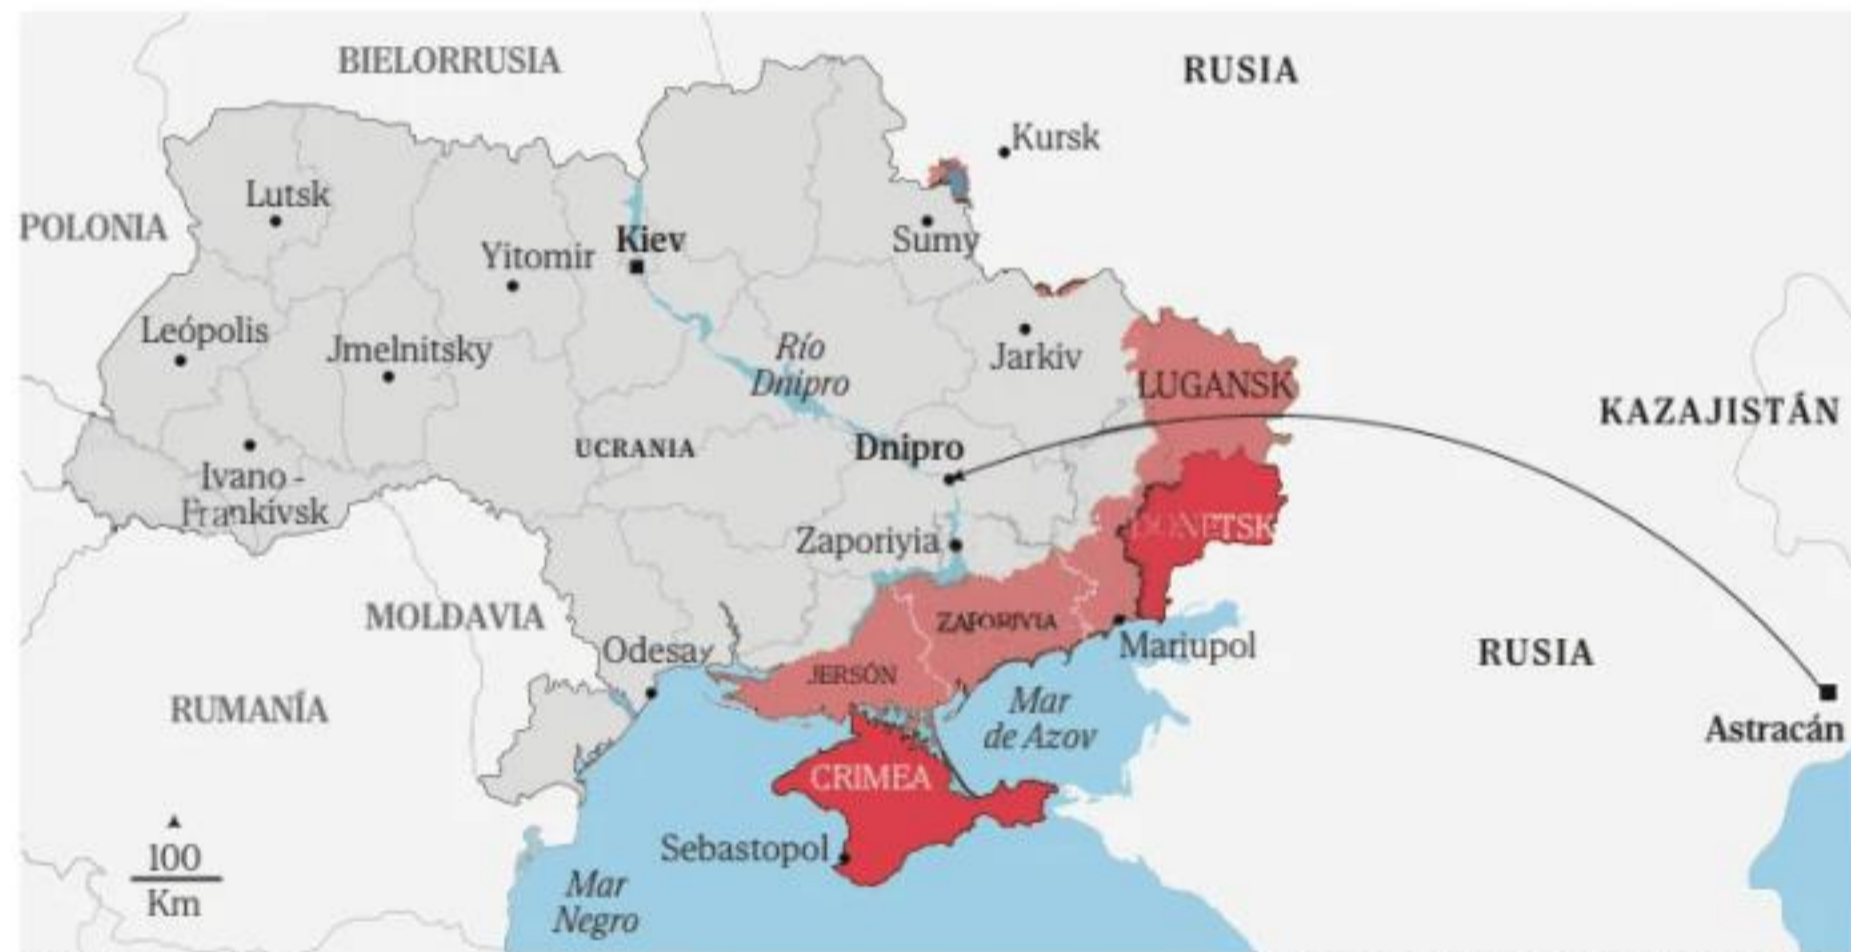 BIELORRUSIA
RUSIA
Kursk
Lutsk
POLONIA
Kiev
Sumy
Yitomir
Leópolis
Jmelnitsky
Río
Dnipro
Jarkiv
LUGANSK
KAZAJISTÁN
UCRANIA
Dnipro
Ivano -
Frankivsk
DONETSK
Zaporiyia
MOLDAVIA
ZAPORIYIA
Odesa
Mariupol
RUSIA
JERSÓN
RUMANÍA
Mar
de Azov
Astracán
CRIMEA
Sebastopol
100
Km
Mar
Negro